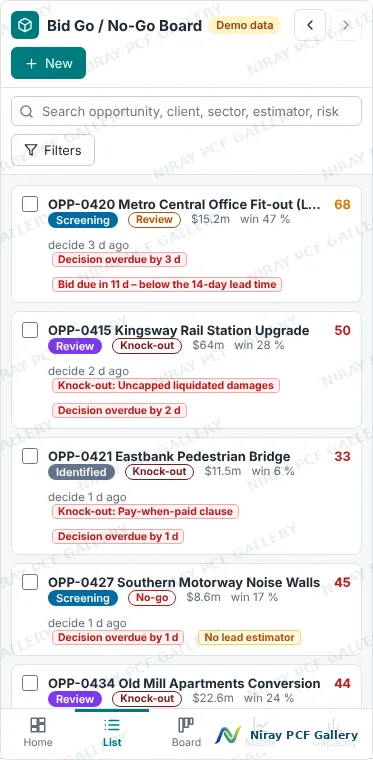 Bid Go / No-Go Board Demo data
New
Search opportunity, client, sector, estimator, risk
Filters
OPP-0420 Metro Central Office Fit-out (L... 68
Screening Review $15.2m win 47 %
decide 3 d ago
Decision overdue by 3 d
Bid due in 11 d – below the 14-day lead time
OPP-0415 Kingsway Rail Station Upgrade 50
Review Knock-out $64m win 28 %
decide 2 d ago
Knock-out: Uncapped liquidated damages
Decision overdue by 2 d
OPP-0421 Eastbank Pedestrian Bridge 33
Identified Knock-out $11.5m win 6 %
decide 1 d ago
Knock-out: Pay-when-paid clause
Decision overdue by 1 d
OPP-0427 Southern Motorway Noise Walls 45
Screening No-go $8.6m win 17 %
decide 1 d ago
Decision overdue by 1 d No lead estimator
OPP-0434 Old Mill Apartments Conversion 44
Review Knock-out $22.6m win 24 %
Home List Board Matrix Capacity
Niray PCF Gallery
NIRAY PCF GALLERY